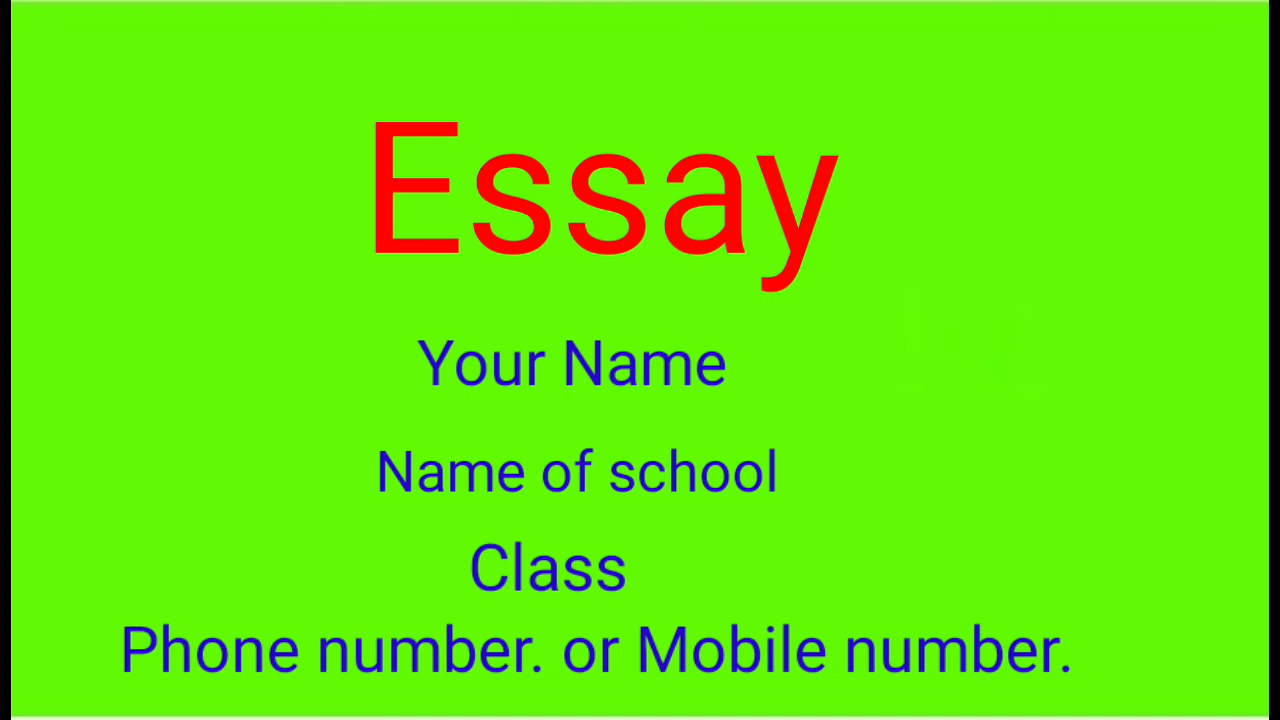 Essay
Your Name
Name of school
Class
Phone number. or Mobile number.